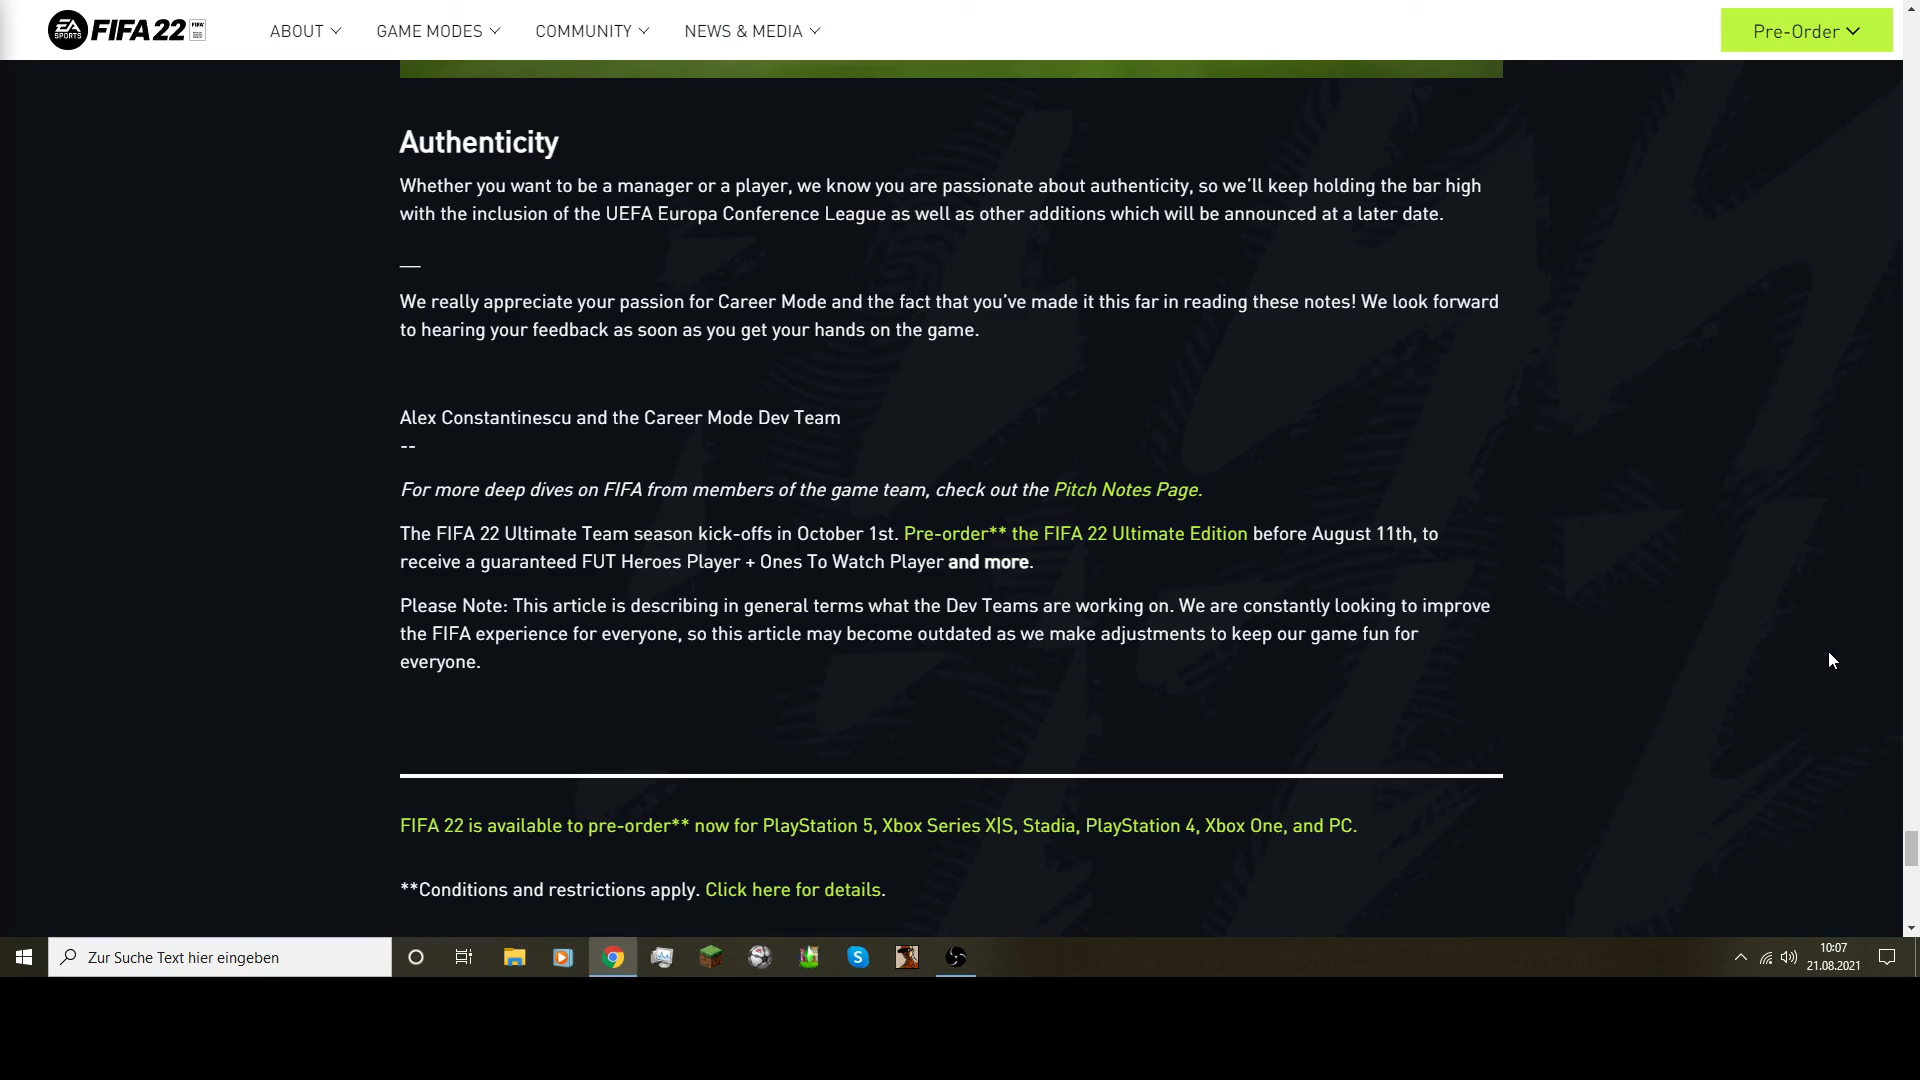 EA SPORTS FIFA 22
ABOUT
GAME MODES
COMMUNITY
NEWS & MEDIA
Pre-Order
Authenticity
Whether you want to be a manager or a player, we know you are passionate about authenticity, so we'll keep holding the bar high
with the inclusion of the UEFA Europa Conference League as well as other additions which will be announced at a later date.
—
We really appreciate your passion for Career Mode and the fact that you've made it this far in reading these notes! We look forward
to hearing your feedback as soon as you get your hands on the game.
Alex Constantinescu and the Career Mode Dev Team
--
For more deep dives on FIFA from members of the game team, check out the Pitch Notes Page.
The FIFA 22 Ultimate Team season kick-offs in October 1st. Pre-order** the FIFA 22 Ultimate Edition before August 11th, to
receive a guaranteed FUT Heroes Player + Ones To Watch Player and more.
Please Note: This article is describing in general terms what the Dev Teams are working on. We are constantly looking to improve
the FIFA experience for everyone, so this article may become outdated as we make adjustments to keep our game fun for
everyone.
FIFA 22 is available to pre-order** now for PlayStation 5, Xbox Series X|S, Stadia, PlayStation 4, Xbox One, and PC.
**Conditions and restrictions apply. Click here for details.
Zur Suche Text hier eingeben
10:07
21.08.2021